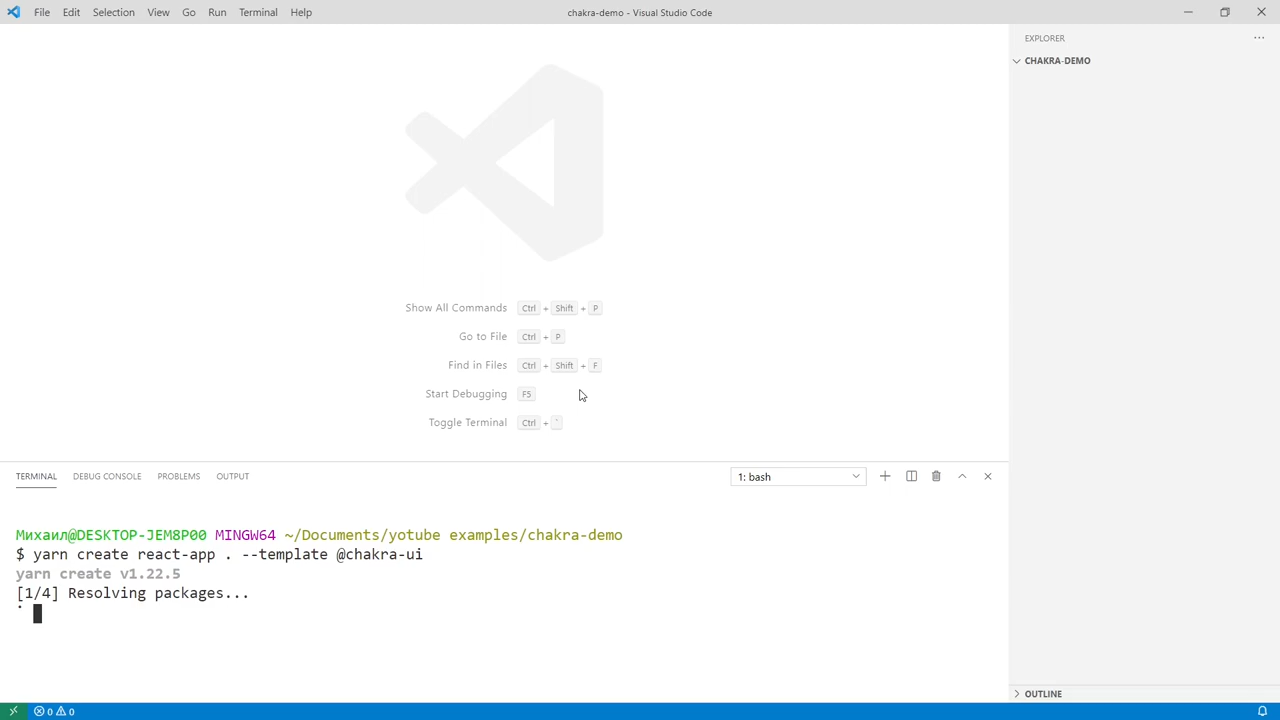 File Edit Selection View Go Run Terminal Help
chakra-demo - Visual Studio Code
EXPLORER
CHAKRA-DEMO
Show All Commands Ctrl + Shift + P
Go to File Ctrl + P
Find in Files Ctrl + Shift + F
Start Debugging F5
Toggle Terminal Ctrl + `
TERMINAL DEBUG CONSOLE PROBLEMS OUTPUT
1: bash
Михаил@DESKTOP-JEM8P00 MINGW64 ~/Documents/yotube examples/chakra-demo
$ yarn create react-app . --template @chakra-ui
yarn create v1.22.5
[1/4] Resolving packages...
OUTLINE
0 0